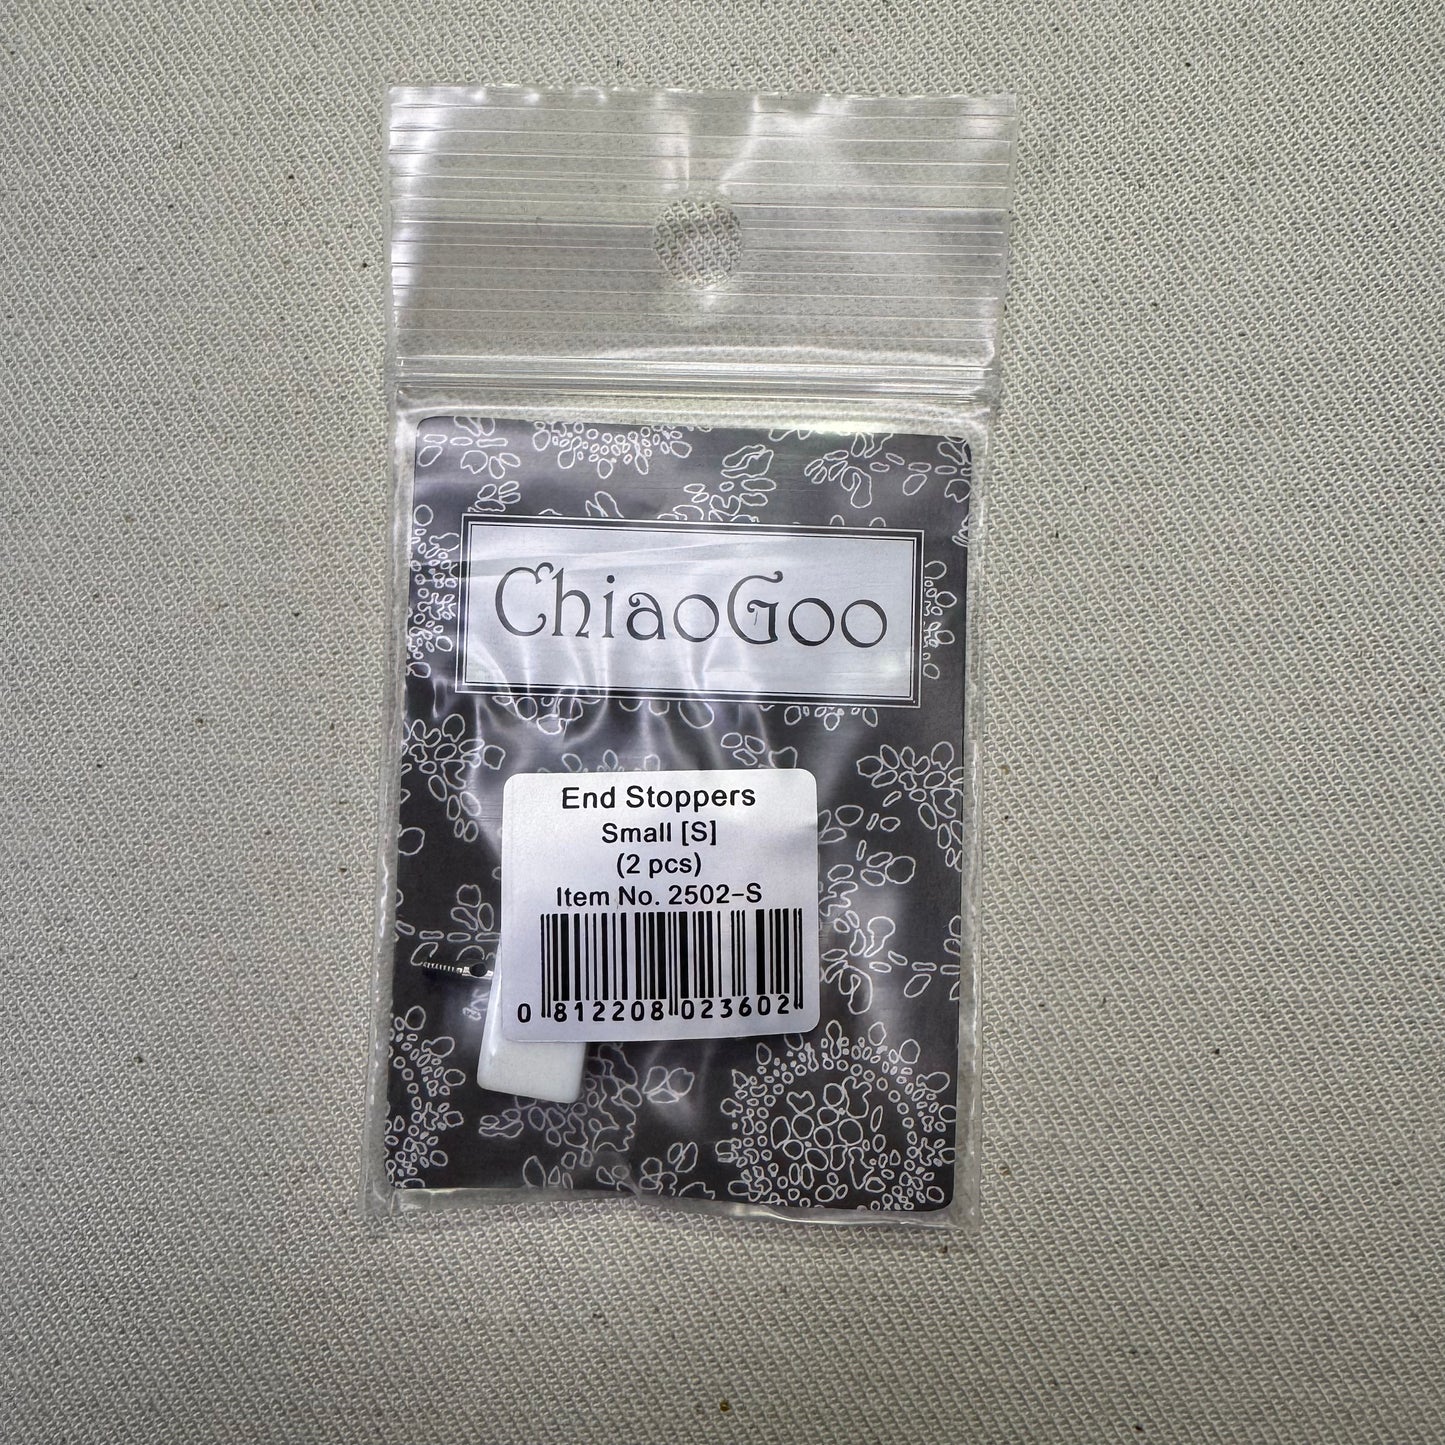 ChiaoGoo
End Stoppers
Small [S]
(2 pcs)
Item No. 2502-S
0 812208 023602